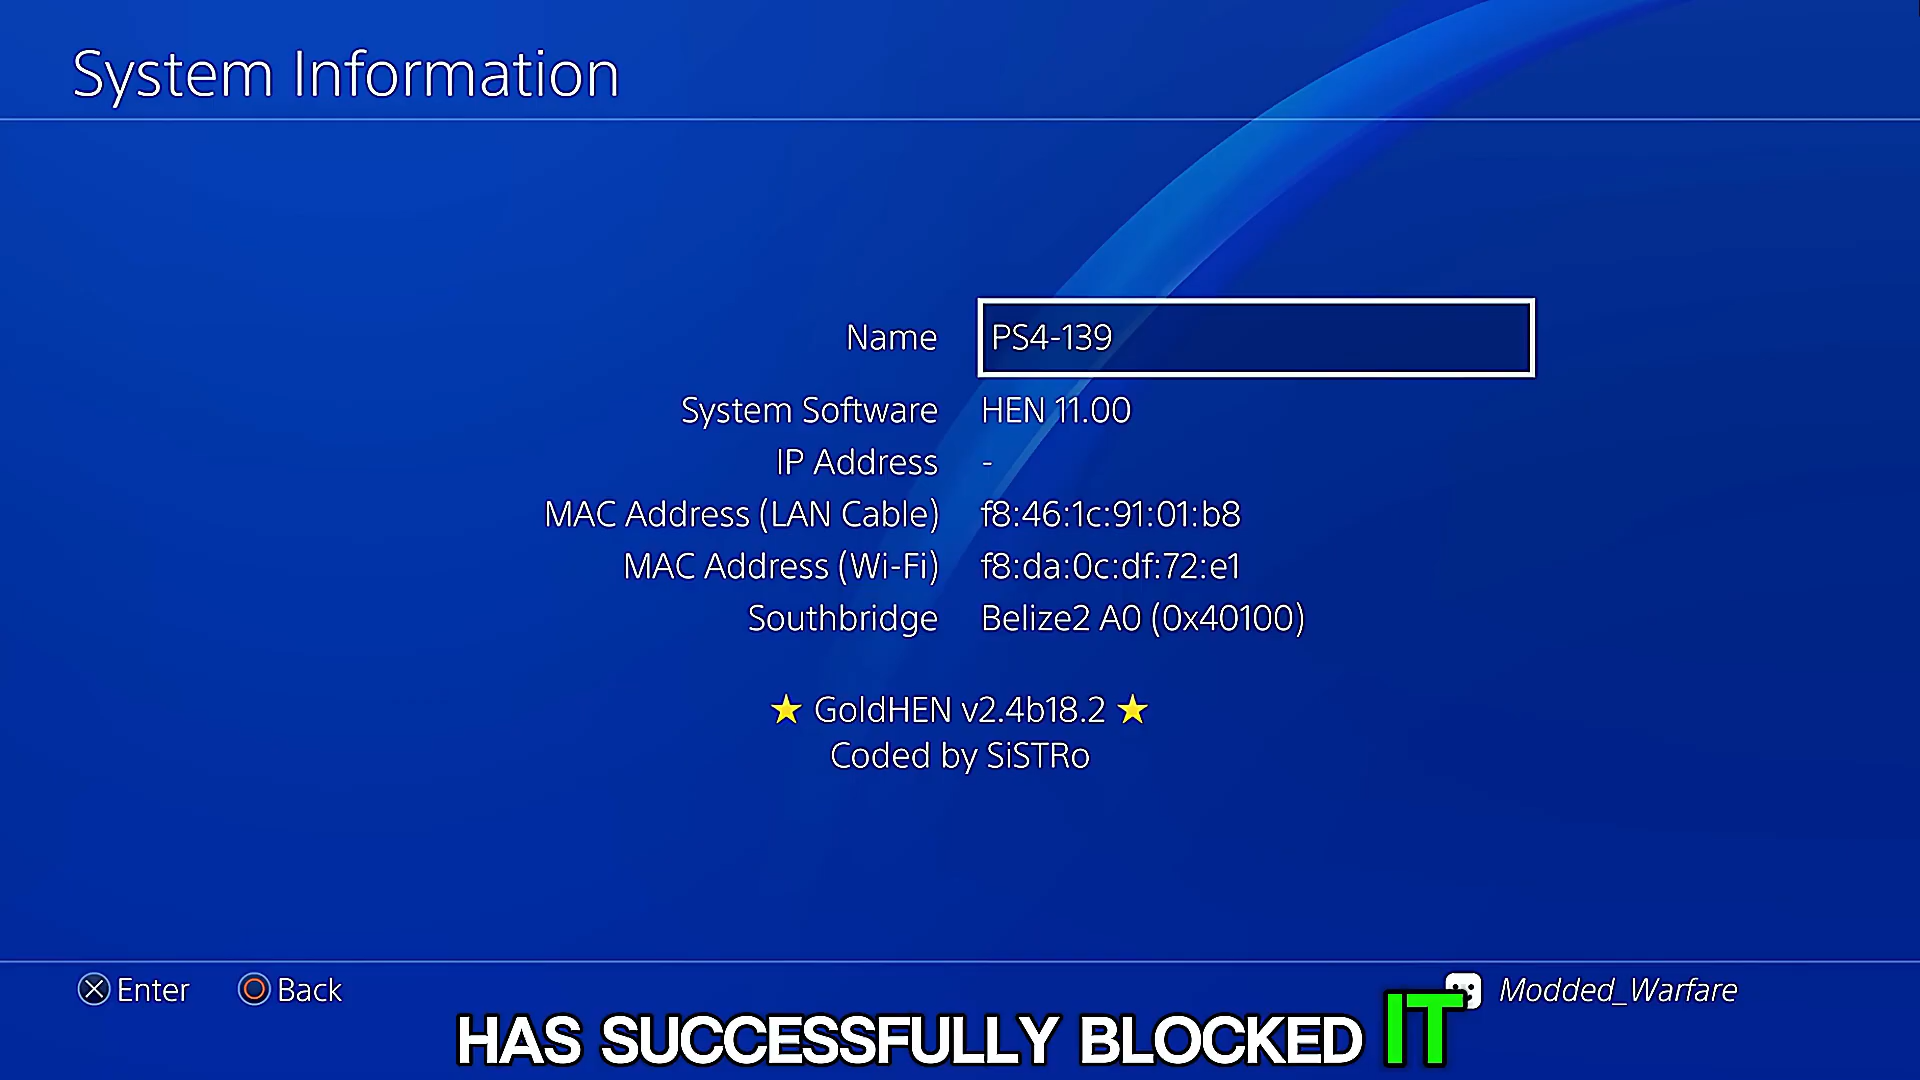 System Information
Name PS4-139
System Software HEN 11.00
IP Address -
MAC Address (LAN Cable) f8:46:1c:91:01:b8
MAC Address (Wi-Fi) f8:da:0c:df:72:e1
Southbridge Belize2 A0 (0x40100)
★ GoldHEN v2.4b18.2 ★
Coded by SiSTRo
Enter Back Modded_Warfare
HAS SUCCESSFULLY BLOCKED IT